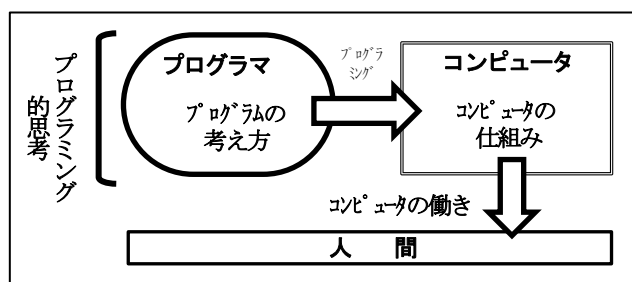 プログラミング
的思考
プログラマ
プログラムの
考え方
プログラ
ミング
コンピュータ
コンピュータの
仕組み
コンピュータの働き
人　間